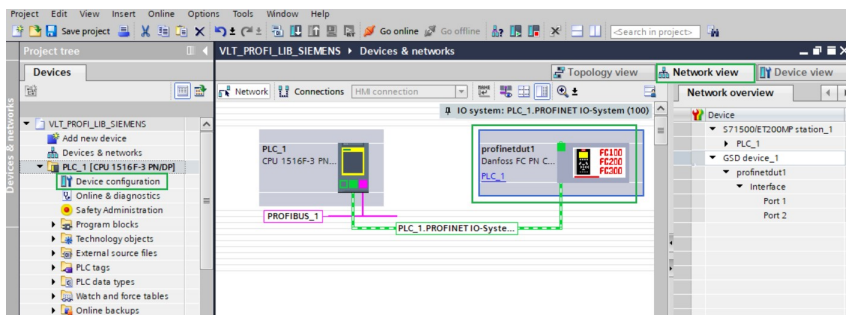 Project Edit View Insert Online Options Tools Window Help
Save project Go online Go offline <Search in project>
Project tree
VLT_PROFI_LIB_SIEMENS Devices & networks
Devices
Topology view Network view Device view
Network Connections HMI connection
Network overview
IO system: PLC_1.PROFINET IO-System (100)
Devices & networks
VLT_PROFI_LIB_SIEMENS
Add new device
Devices & networks
PLC_1 [CPU 1516F-3 PN/DP]
Device configuration
Online & diagnostics
Safety Administration
Program blocks
Technology objects
External source files
PLC tags
PLC data types
Watch and force tables
Online backups
PLC_1
CPU 1516F-3 PN...
profinetdut1
Danfoss FC PN C...
PLC_1
FC100
FC200
FC300
PROFIBUS_1
PLC_1.PROFINET IO-Syste...
Device
S71500/ET200MP station_1
PLC_1
GSD device_1
profinetdut1
Interface
Port 1
Port 2